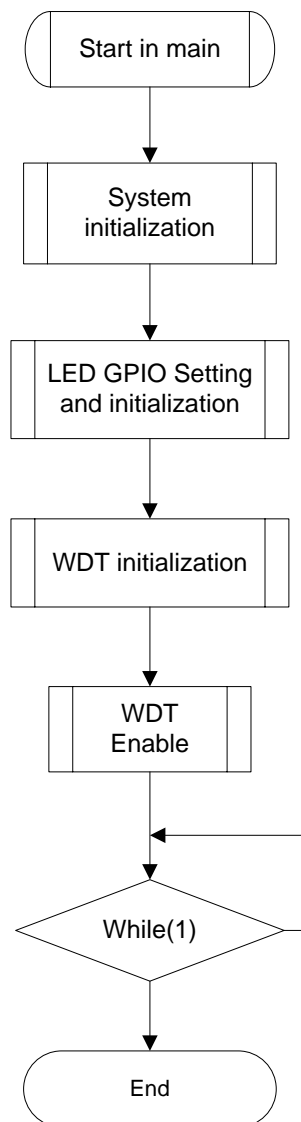 Start in main
System
initialization
LED GPIO Setting
and initialization
WDT initialization
WDT
Enable
While(1)
End